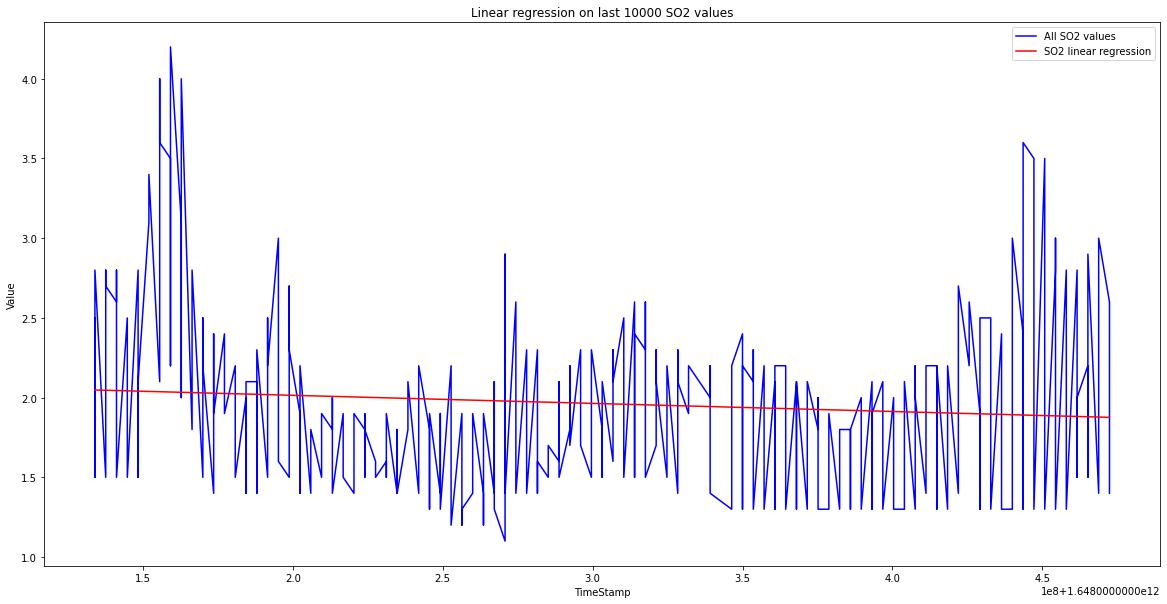 Linear regression on last 10000 SO2 values
All SO2 values
SO2 linear regression
4.0
3.5
3.0
2.5
2.0
1.5
1.0
Value
1.5 2.0 2.5 3.0 3.5 4.0 4.5
1e8+1.6480000000e12
TimeStamp